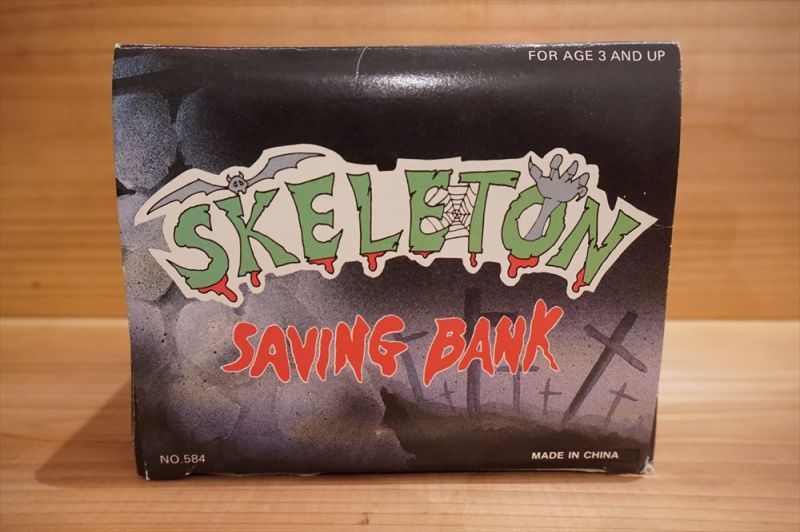 FOR AGE 3 AND UP
SKELETON
SAVING BANK
NO.584
MADE IN CHINA